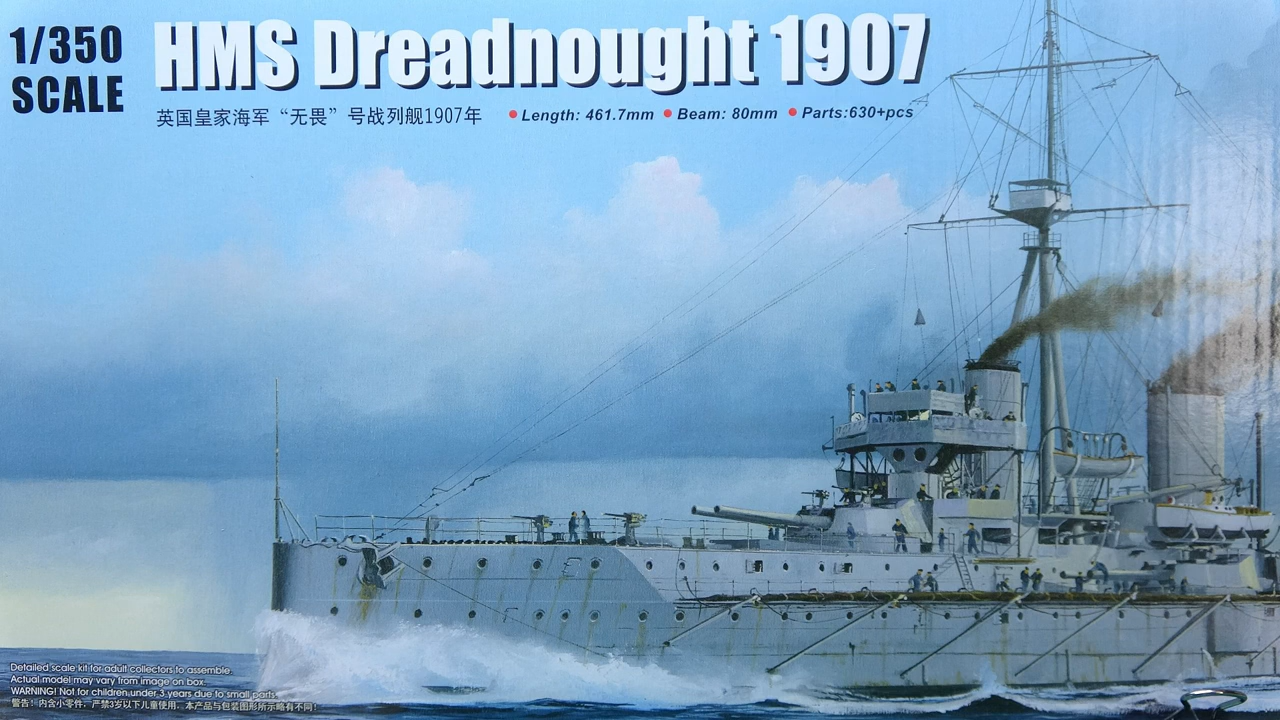 1/350
SCALE
HMS Dreadnought 1907
英国皇家海军“无畏”号战列舰1907年 • Length: 461.7mm • Beam: 80mm • Parts:630+pcs
Detailed scale kit for adult collectors to assemble.
Actual model may vary from image on box.
WARNING! Not for children under 3 years due to small parts.
警告！内含小零件，严禁3岁以下儿童使用。本产品与包装图形所示略有不同！